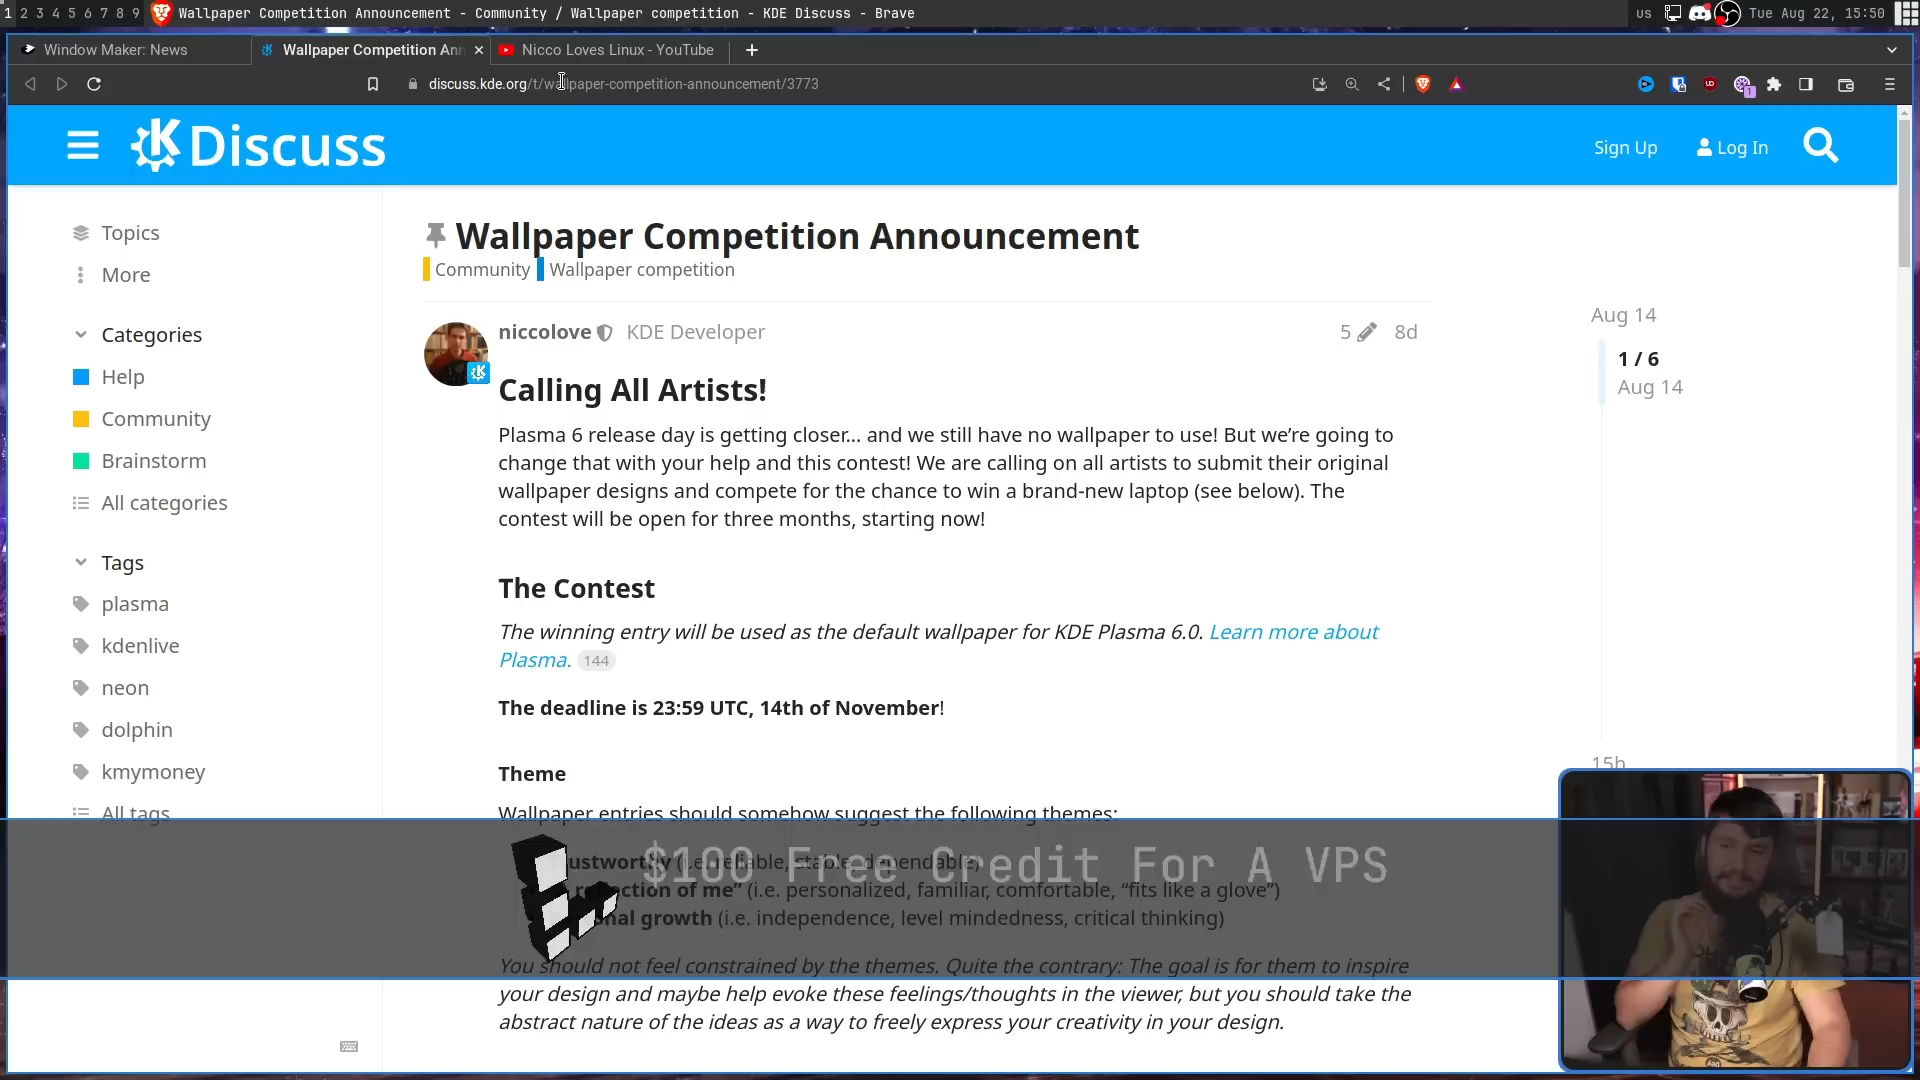 1 2 3 4 5 6 7 8 9 Wallpaper Competition Announcement - Community / Wallpaper competition - KDE Discuss - Brave
us Tue Aug 22, 15:50
Window Maker: News
Wallpaper Competition Ann
Nicco Loves Linux - YouTube
discuss.kde.org/t/wallpaper-competition-announcement/3773
Discuss
Sign Up
Log In
Topics
More
Categories
Help
Community
Brainstorm
All categories
Tags
plasma
kdenlive
neon
dolphin
kmymoney
All tags
Wallpaper Competition Announcement
Community Wallpaper competition
niccolove KDE Developer 5 8d
Calling All Artists!
Plasma 6 release day is getting closer… and we still have no wallpaper to use! But we’re going to
change that with your help and this contest! We are calling on all artists to submit their original
wallpaper designs and compete for the chance to win a brand-new laptop (see below). The
contest will be open for three months, starting now!
The Contest
The winning entry will be used as the default wallpaper for KDE Plasma 6.0. Learn more about
Plasma. 144
The deadline is 23:59 UTC, 14th of November!
Theme
Wallpaper entries should somehow suggest the following themes:
(i.e. reliable, stable, dependable)
of me” (i.e. personalized, familiar, comfortable, “fits like a glove”)
growth (i.e. independence, level mindedness, critical thinking)
You should not feel constrained by the themes. Quite the contrary: The goal is for them to inspire
your design and maybe help evoke these feelings/thoughts in the viewer, but you should take the
abstract nature of the ideas as a way to freely express your creativity in your design.
Aug 14
1 / 6
Aug 14
15h
$100 Free Credit For A VPS